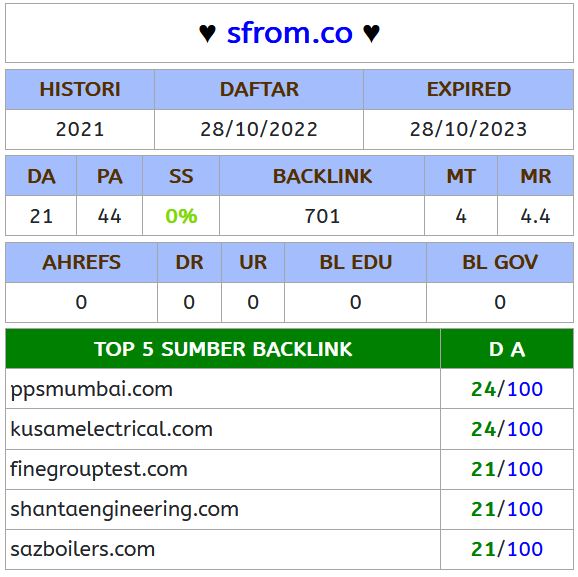 ♥ sfrom.co ♥
HISTORI DAFTAR EXPIRED
2021 28/10/2022 28/10/2023
DA PA SS BACKLINK MT MR
21 44 0% 701 4 4.4
AHREFS DR UR BL EDU BL GOV
0 0 0 0 0
TOP 5 SUMBER BACKLINK D A
ppsmumbai.com 24/100
kusamelectrical.com 24/100
finegrouptest.com 21/100
shantaengineering.com 21/100
sazboilers.com 21/100